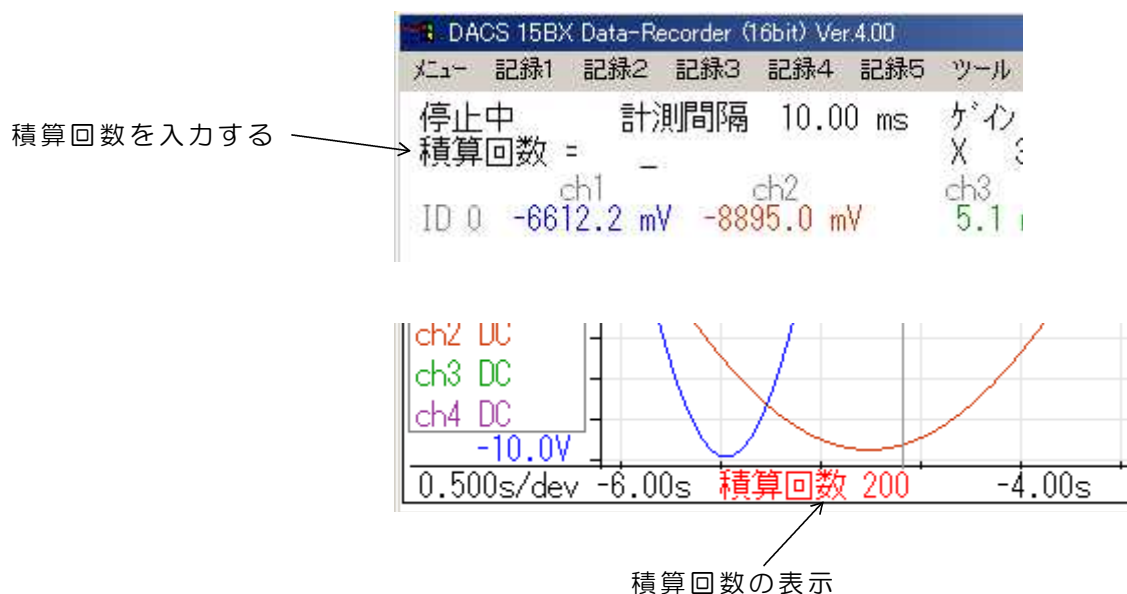 DACS 15BX Data-Recorder (16bit) Ver.4.00
ﾒﾆｭｰ 記録1 記録2 記録3 記録4 記録5 ツール
停止中 計測間隔 10.00 ms ｹﾞｲﾝ
積算回数を入力する
積算回数 = _ X 3
ch1 ch2 ch3
ID 0 -6612.2 mV -8895.0 mV 5.1
ch2 DC
ch3 DC
ch4 DC
-10.0V
0.500s/dev -6.00s 積算回数 200 -4.00s
積算回数の表示